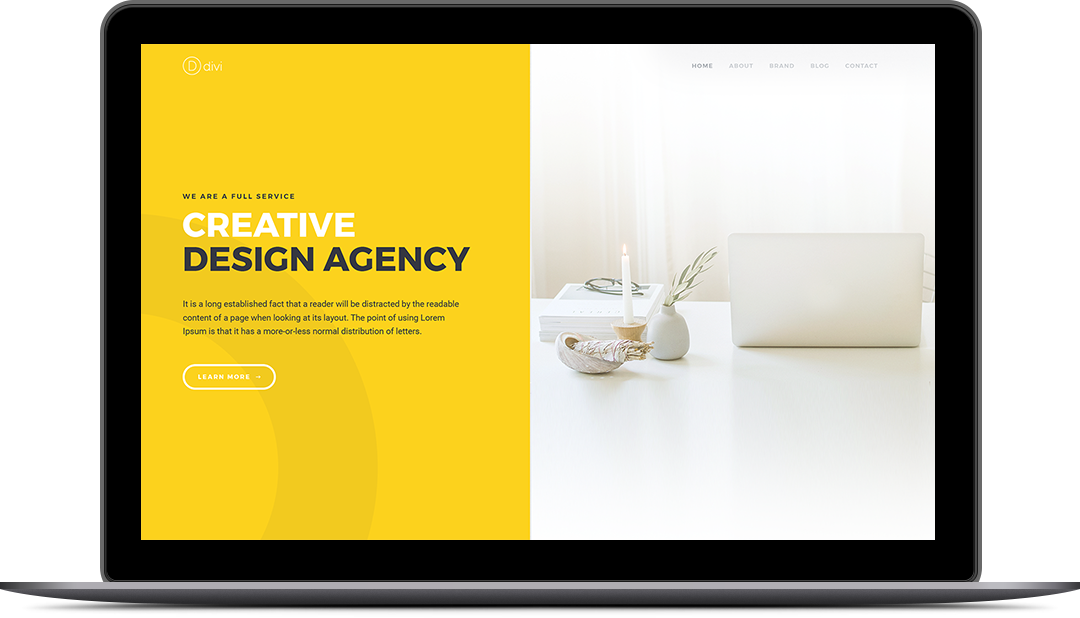 D divi
HOME ABOUT BRAND BLOG CONTACT
WE ARE A FULL SERVICE
CREATIVE
DESIGN AGENCY
It is a long established fact that a reader will be distracted by the readable
content of a page when looking at its layout. The point of using Lorem
Ipsum is that it has a more-or-less normal distribution of letters.
LEARN MORE →